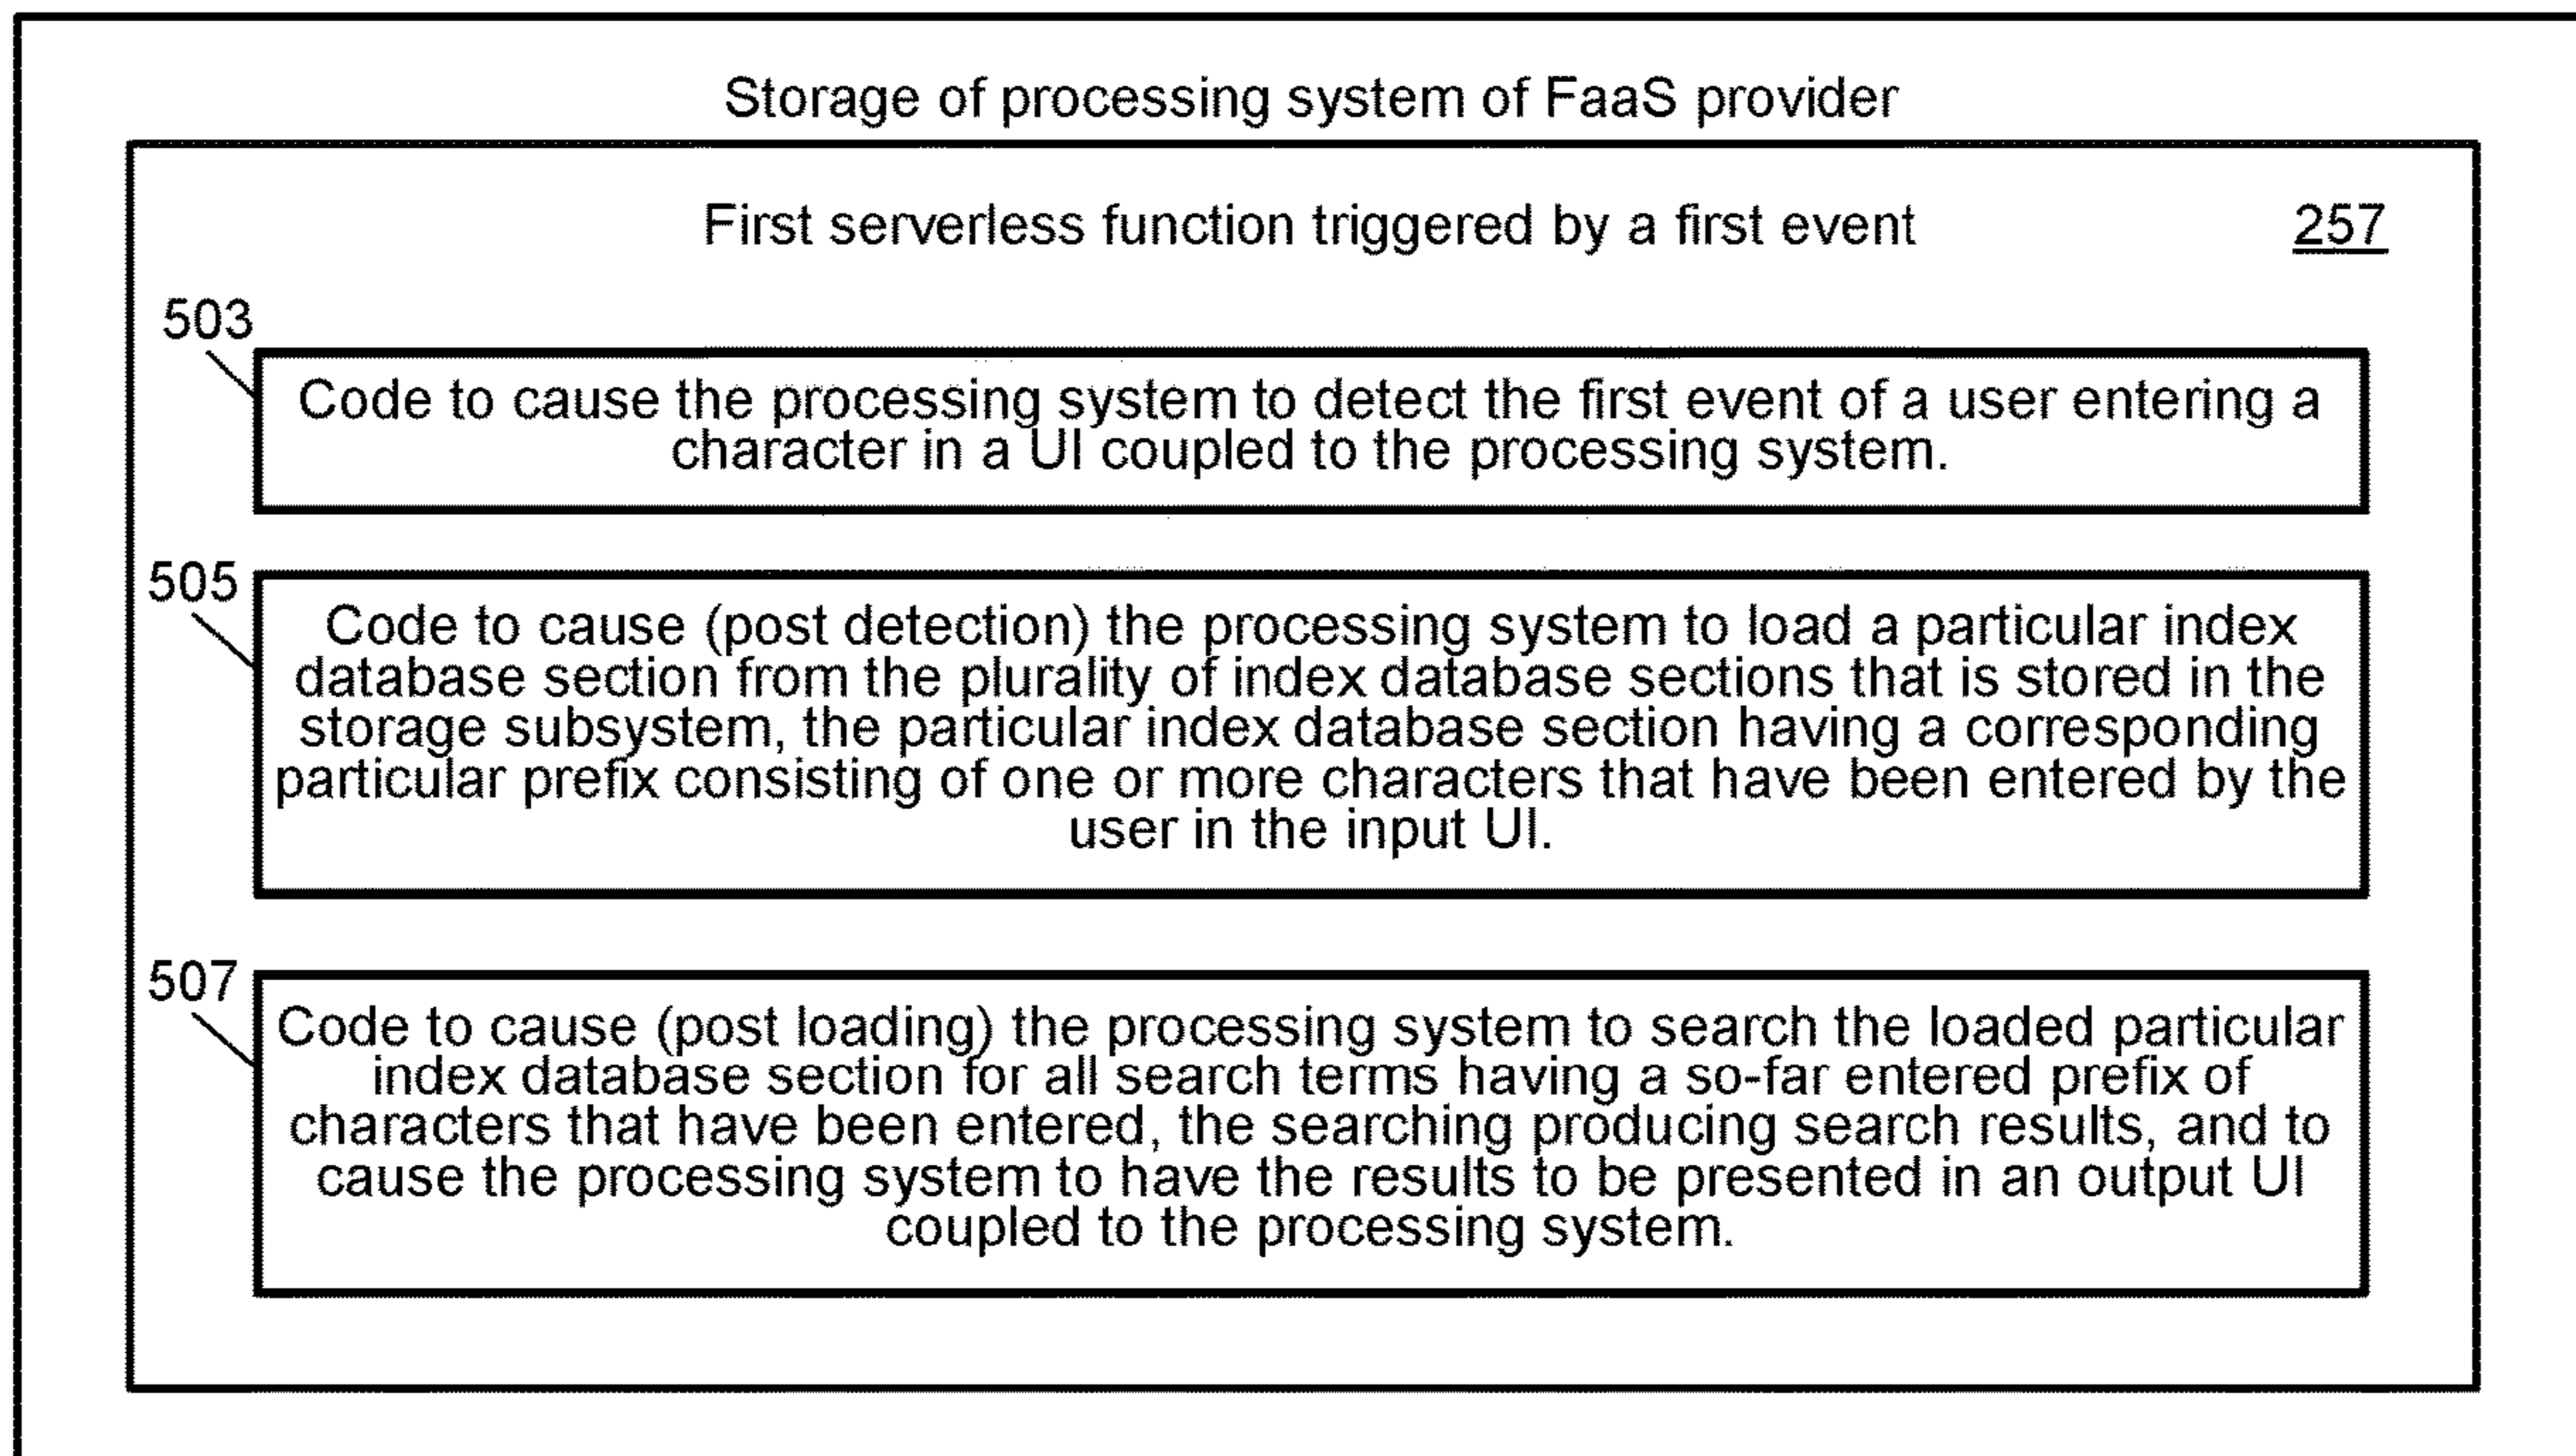 Storage of processing system of FaaS provider
First serverless function triggered by a first event
257
503
Code to cause the processing system to detect the first event of a user entering a
character in a UI coupled to the processing system.
505
Code to cause (post detection) the processing system to load a particular index
database section from the plurality of index database sections that is stored in the
storage subsystem, the particular index database section having a corresponding
particular prefix consisting of one or more characters that have been entered by the
user in the input UI.
507
Code to cause (post loading) the processing system to search the loaded particular
index database section for all search terms having a so-far entered prefix of
characters that have been entered, the searching producing search results, and to
cause the processing system to have the results to be presented in an output UI
coupled to the processing system.